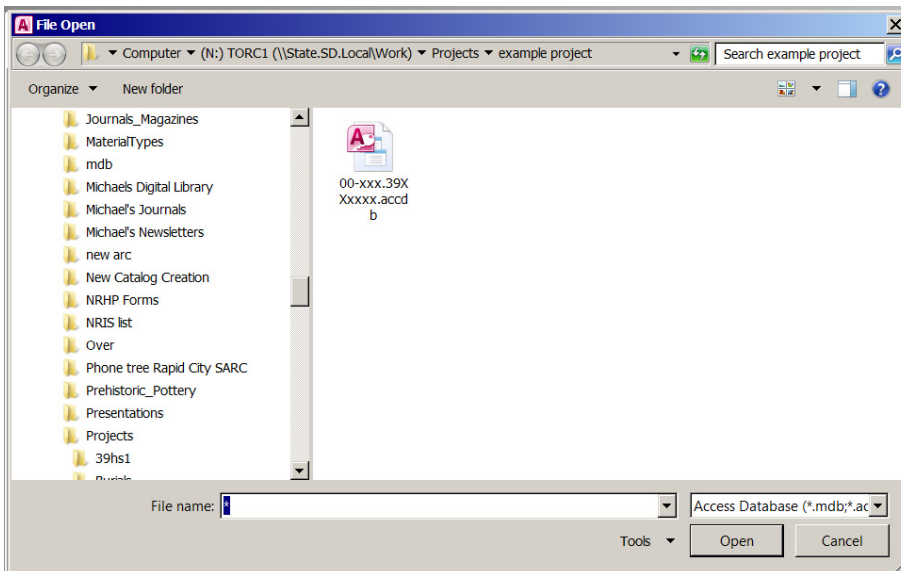 File Open
Computer (N:) TORC1 (\\State.SD.Local\Work) Projects example project
Search example project
Organize New folder
Journals_Magazines
MaterialTypes
mdb
Michaels Digital Library
Michael's Journals
Michael's Newsletters
new arc
New Catalog Creation
NRHP Forms
NRIS list
Over
Phone tree Rapid City SARC
Prehistoric_Pottery
Presentations
Projects
39hs1
Burials
00-xxx.39X
Xxxxx.accd
b
File name: *
Access Database (*.mdb;*.ac
Tools Open Cancel